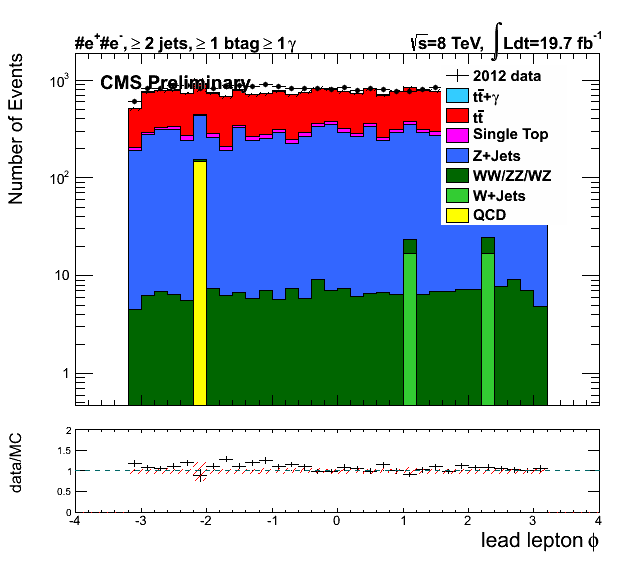 #e⁺#e⁻, ≥ 2 jets, ≥ 1 btag ≥ 1 γ
√s=8 TeV, ∫Ldt=19.7 fb⁻¹
CMS Preliminary
2012 data
tt̄+γ
tt̄
Single Top
Z+Jets
WW/ZZ/WZ
W+Jets
QCD
Number of Events
10³
10²
10
1
data/MC
2
1.5
1
0.5
0
-4 -3 -2 -1 0 1 2 3 4
lead lepton ϕ